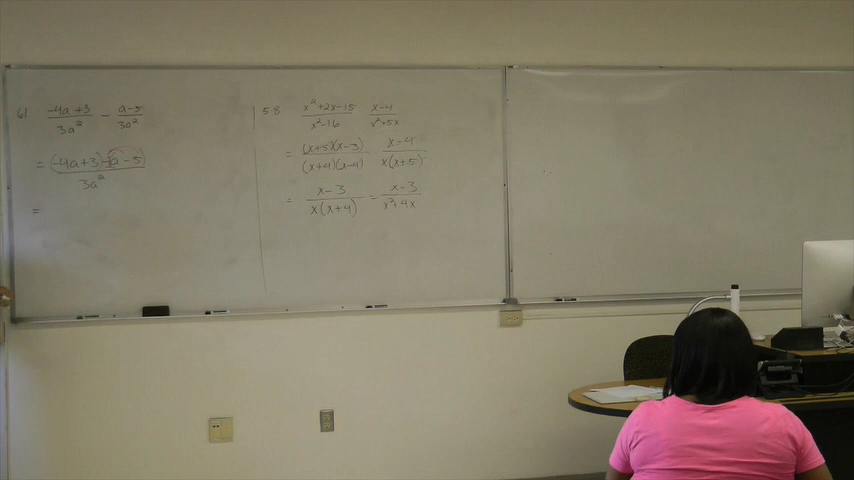 61 (-4a+3)/(3a²) - (a-5)/(3a²)
= ((-4a+3)-(a-5))/(3a²)
=
58 (x²+2x-15)/(x²-16) (x-4)/(x²+5x)
= ((x+5)(x-3))/((x+4)(x-4)) (x-4)/(x(x+5))
= (x-3)/(x(x+4)) = (x-3)/(x²+4x)